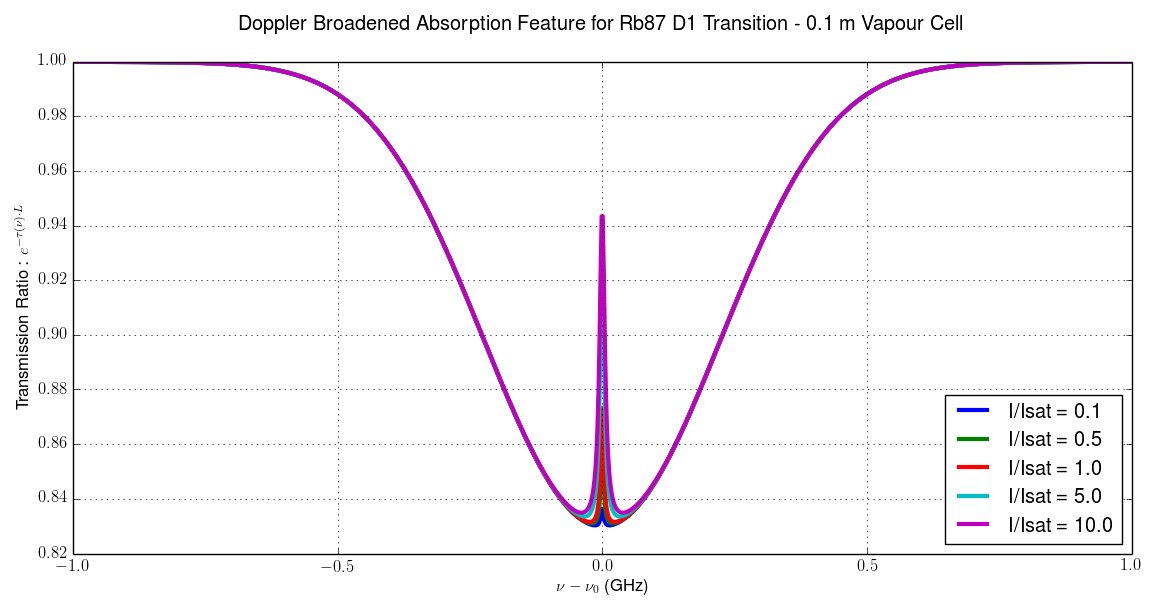 Doppler Broadened Absorption Feature for Rb87 D1 Transition - 0.1 m Vapour Cell
1.00
0.98
0.96
0.94
0.92
0.90
0.88
0.86
0.84
0.82
Transmission Ratio : e^{-τ(ν)·L}
I/Isat = 0.1
I/Isat = 0.5
I/Isat = 1.0
I/Isat = 5.0
I/Isat = 10.0
−1.0 −0.5 0.0 0.5 1.0
ν − ν₀ (GHz)